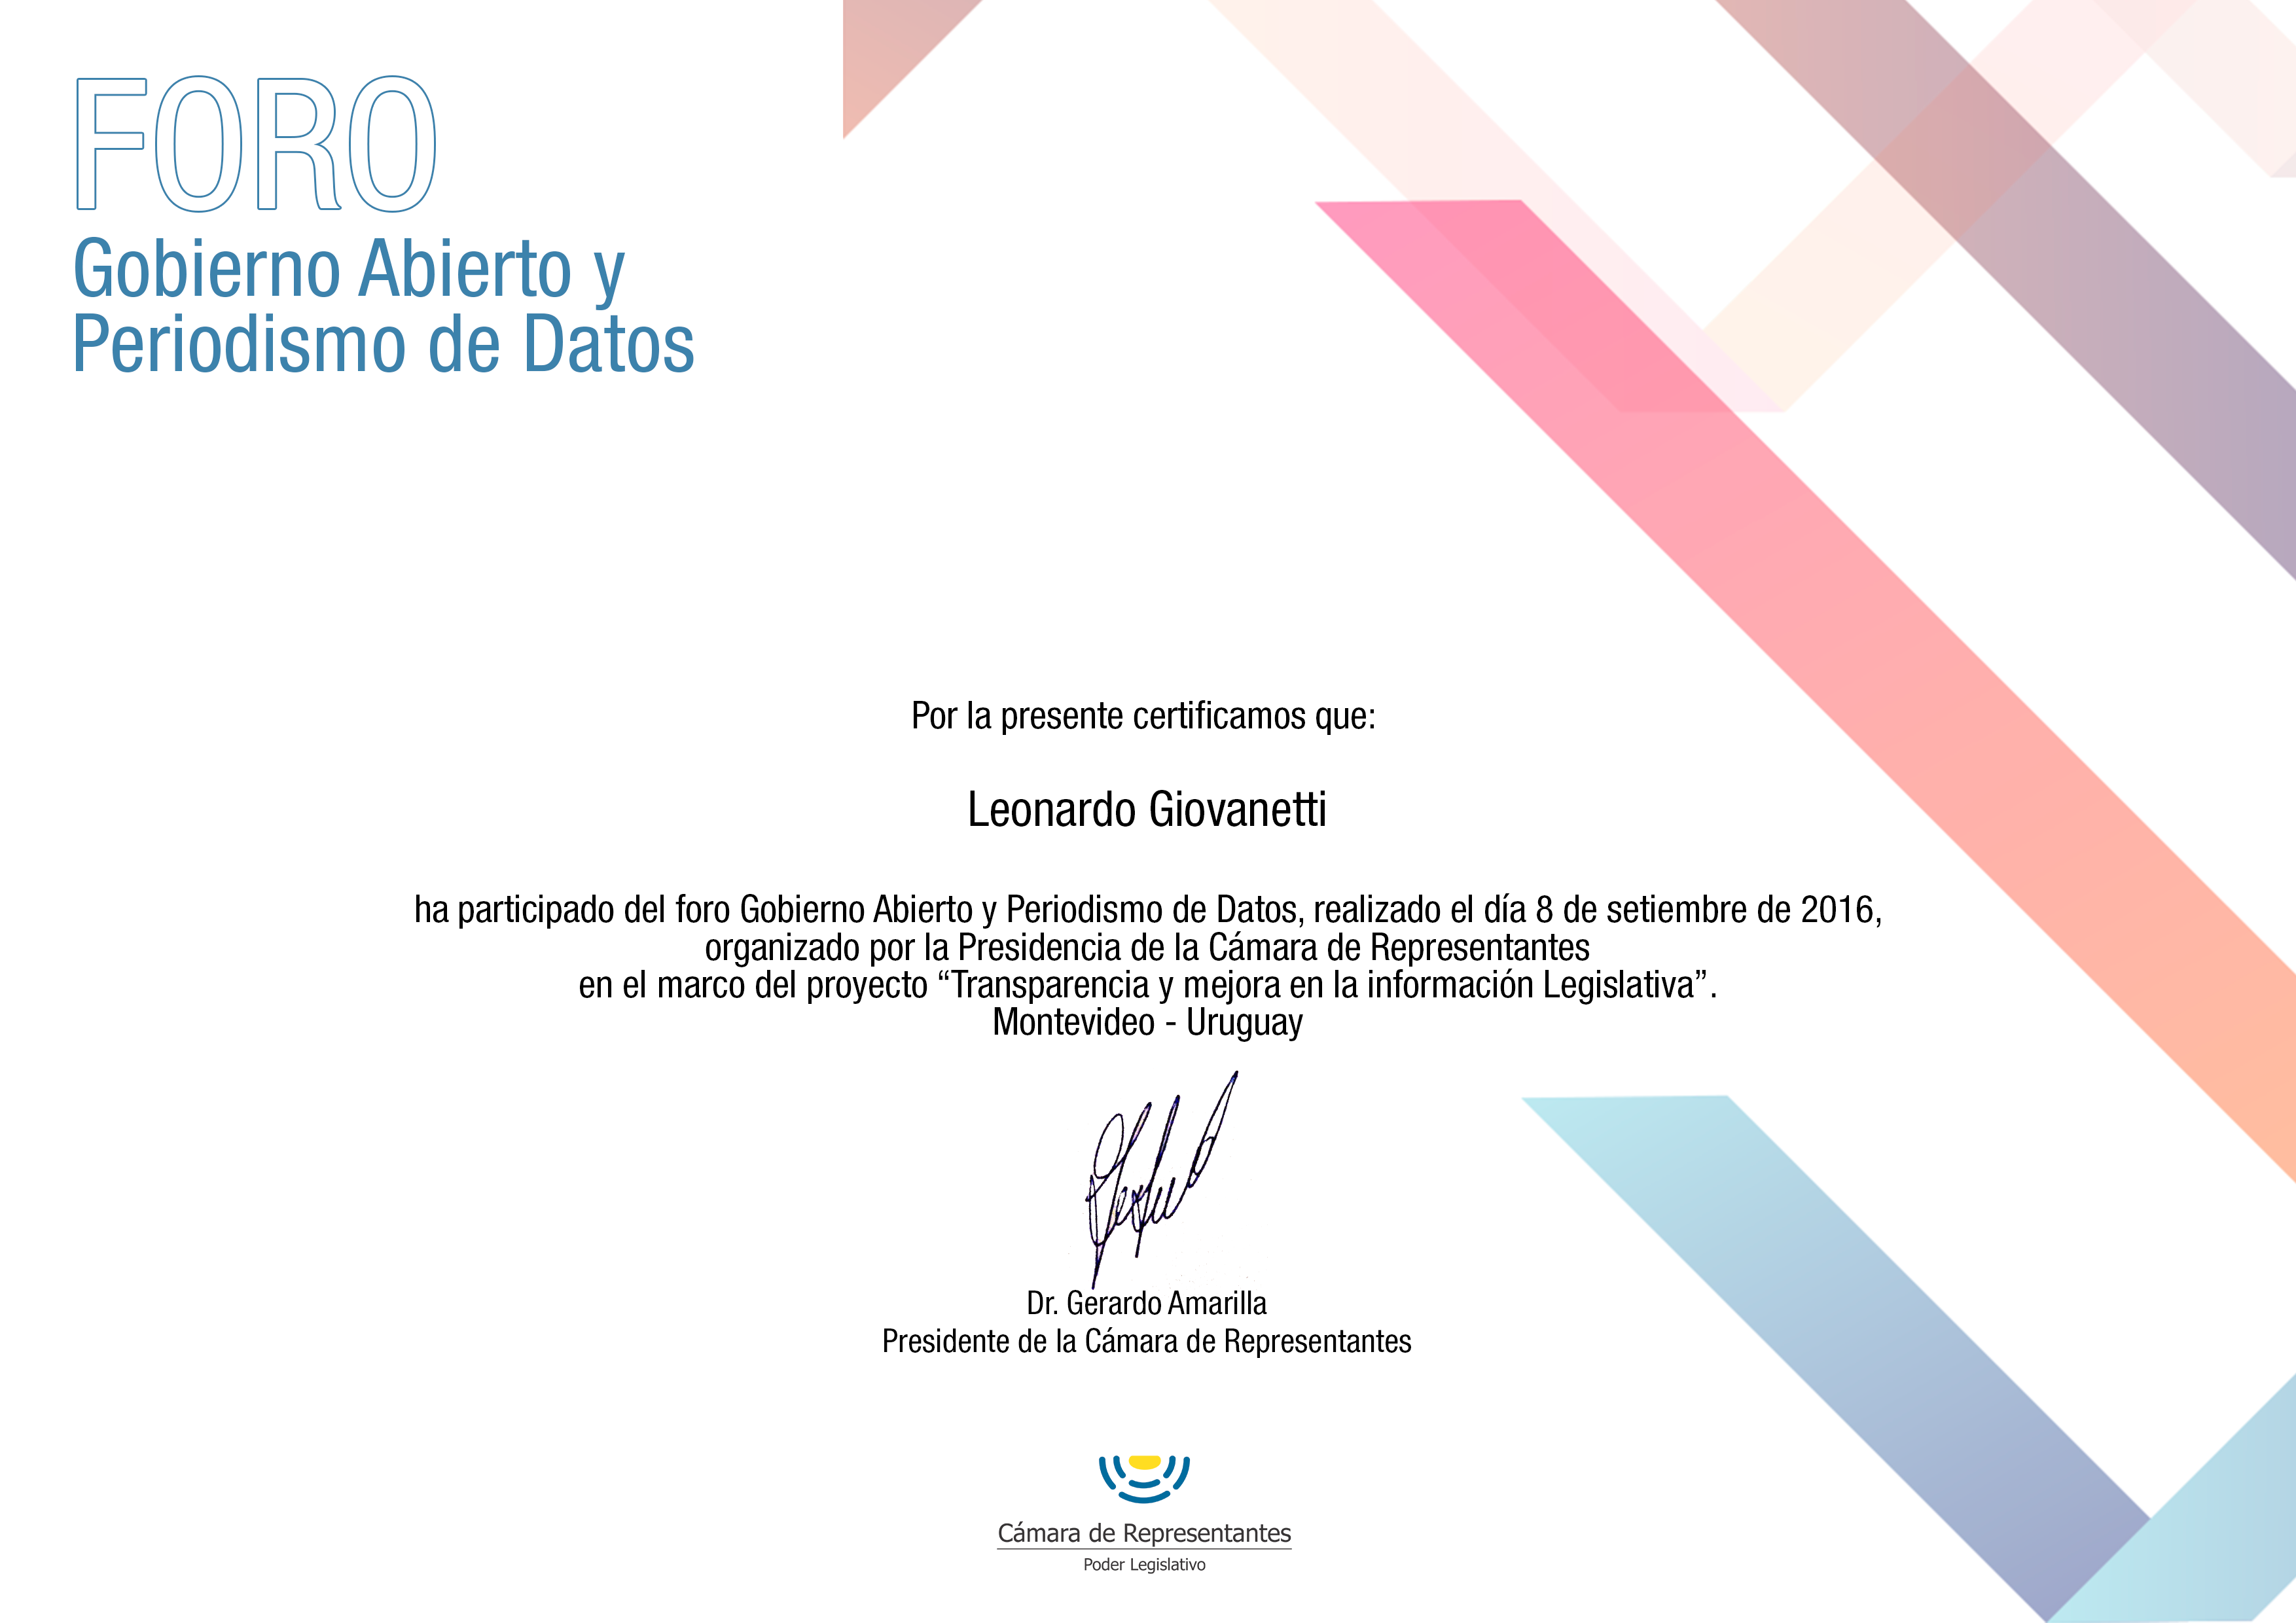 FORO
Gobierno Abierto y
Periodismo de Datos
Por la presente certificamos que:
Leonardo Giovanetti
ha participado del foro Gobierno Abierto y Periodismo de Datos, realizado el día 8 de setiembre de 2016,
organizado por la Presidencia de la Cámara de Representantes
en el marco del proyecto “Transparencia y mejora en la información Legislativa”.
Montevideo - Uruguay
Dr. Gerardo Amarilla
Presidente de la Cámara de Representantes
Cámara de Representantes
Poder Legislativo